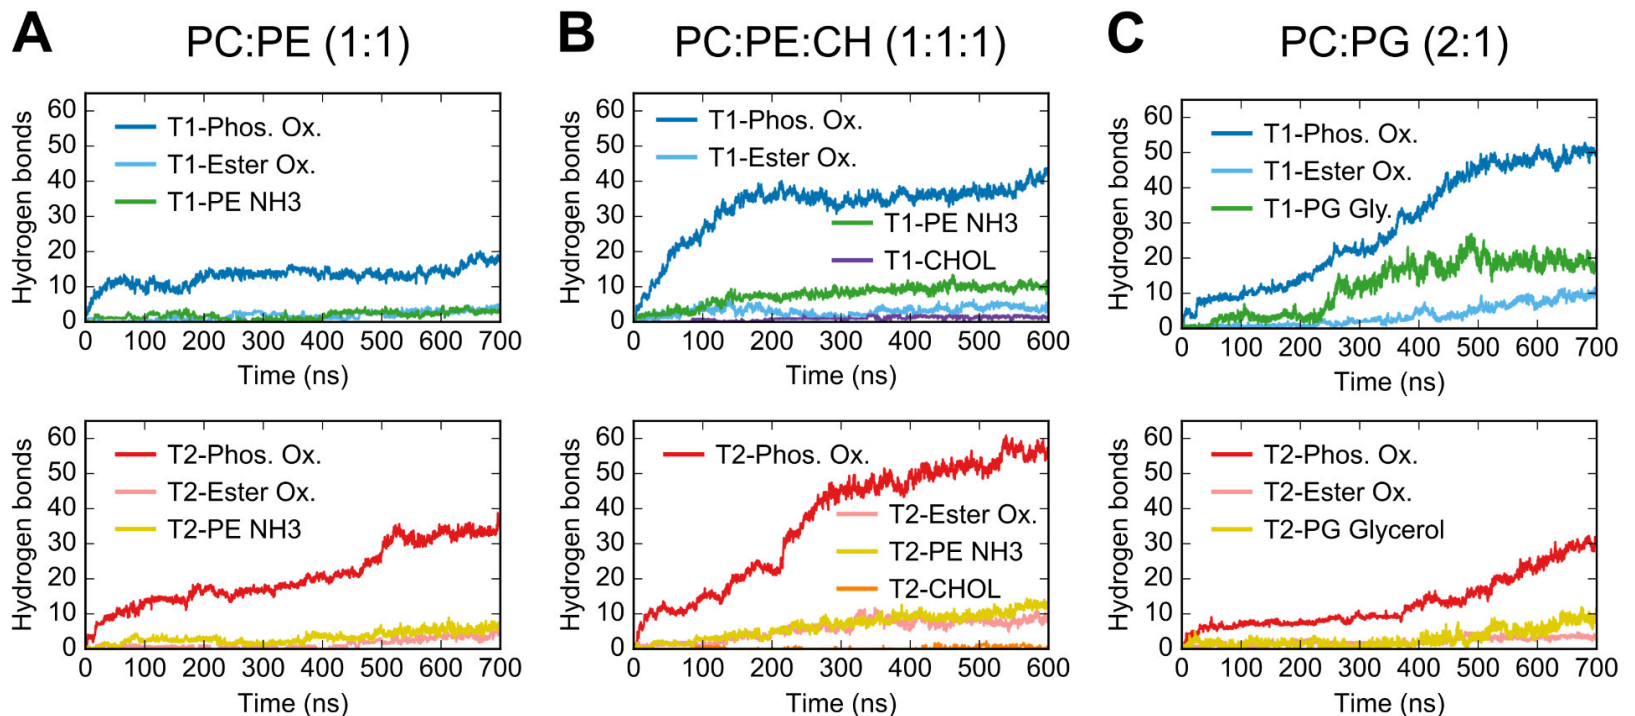 A PC:PE (1:1)
B PC:PE:CH (1:1:1)
C PC:PG (2:1)
Hydrogen bonds
60
50
40
30
20
10
0
T1-Phos. Ox.
T1-Ester Ox.
T1-PE NH3
0 100 200 300 400 500 600 700
Time (ns)
Hydrogen bonds
60
50
40
30
20
10
0
T1-Phos. Ox.
T1-Ester Ox.
T1-PE NH3
T1-CHOL
0 100 200 300 400 500 600
Time (ns)
Hydrogen bonds
60
50
40
30
20
10
0
T1-Phos. Ox.
T1-Ester Ox.
T1-PG Gly.
0 100 200 300 400 500 600 700
Time (ns)
Hydrogen bonds
60
50
40
30
20
10
0
T2-Phos. Ox.
T2-Ester Ox.
T2-PE NH3
0 100 200 300 400 500 600 700
Time (ns)
Hydrogen bonds
60
50
40
30
20
10
0
T2-Phos. Ox.
T2-Ester Ox.
T2-PE NH3
T2-CHOL
0 100 200 300 400 500 600
Time (ns)
Hydrogen bonds
60
50
40
30
20
10
0
T2-Phos. Ox.
T2-Ester Ox.
T2-PG Glycerol
0 100 200 300 400 500 600 700
Time (ns)